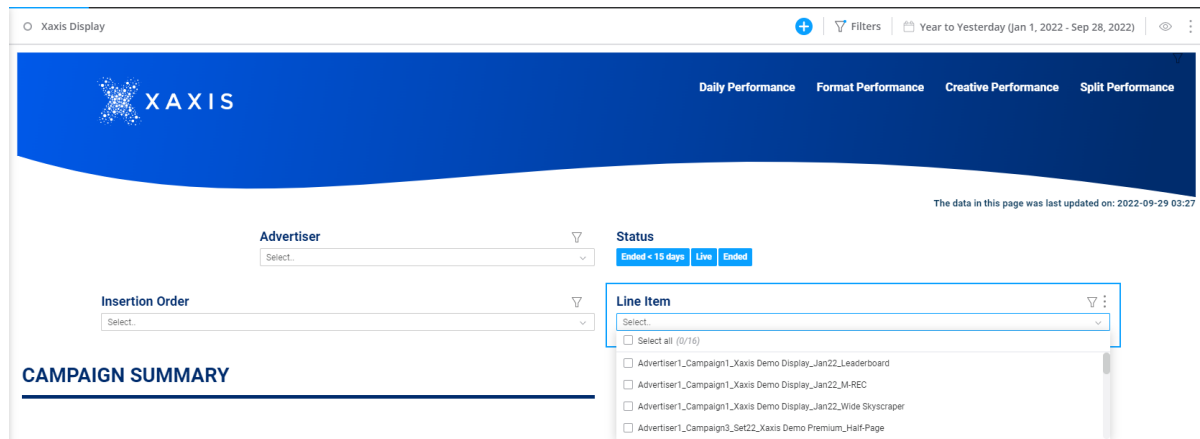 Xaxis Display
Filters
Year to Yesterday (Jan 1, 2022 - Sep 28, 2022)
XAXIS
Daily Performance Format Performance Creative Performance Split Performance
The data in this page was last updated on: 2022-09-29 03:27
Advertiser
Select..
Status
Ended < 15 days Live Ended
Insertion Order
Select..
Line Item
Select..
Select all (0/16)
Advertiser1_Campaign1_Xaxis Demo Display_Jan22_Leaderboard
Advertiser1_Campaign1_Xaxis Demo Display_Jan22_M-REC
Advertiser1_Campaign1_Xaxis Demo Display_Jan22_Wide Skyscraper
Advertiser1_Campaign3_Set22_Xaxis Demo Premium_Half-Page
CAMPAIGN SUMMARY